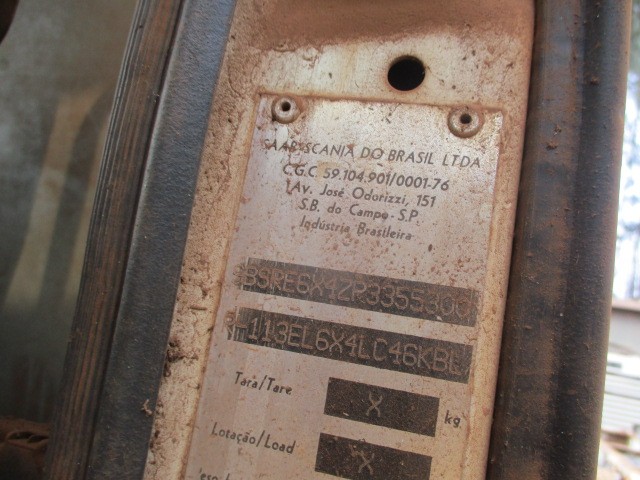 SAAB-SCANIA DO BRASIL LTDA
C.G.C 59.104.901/0001-76
Av. José Odorizzi, 151
S.B. do Campo - S.P.
Indústria Brasileira
113EL6X4LC46KBL
Tara/Tare X kg
Lotação/Load X